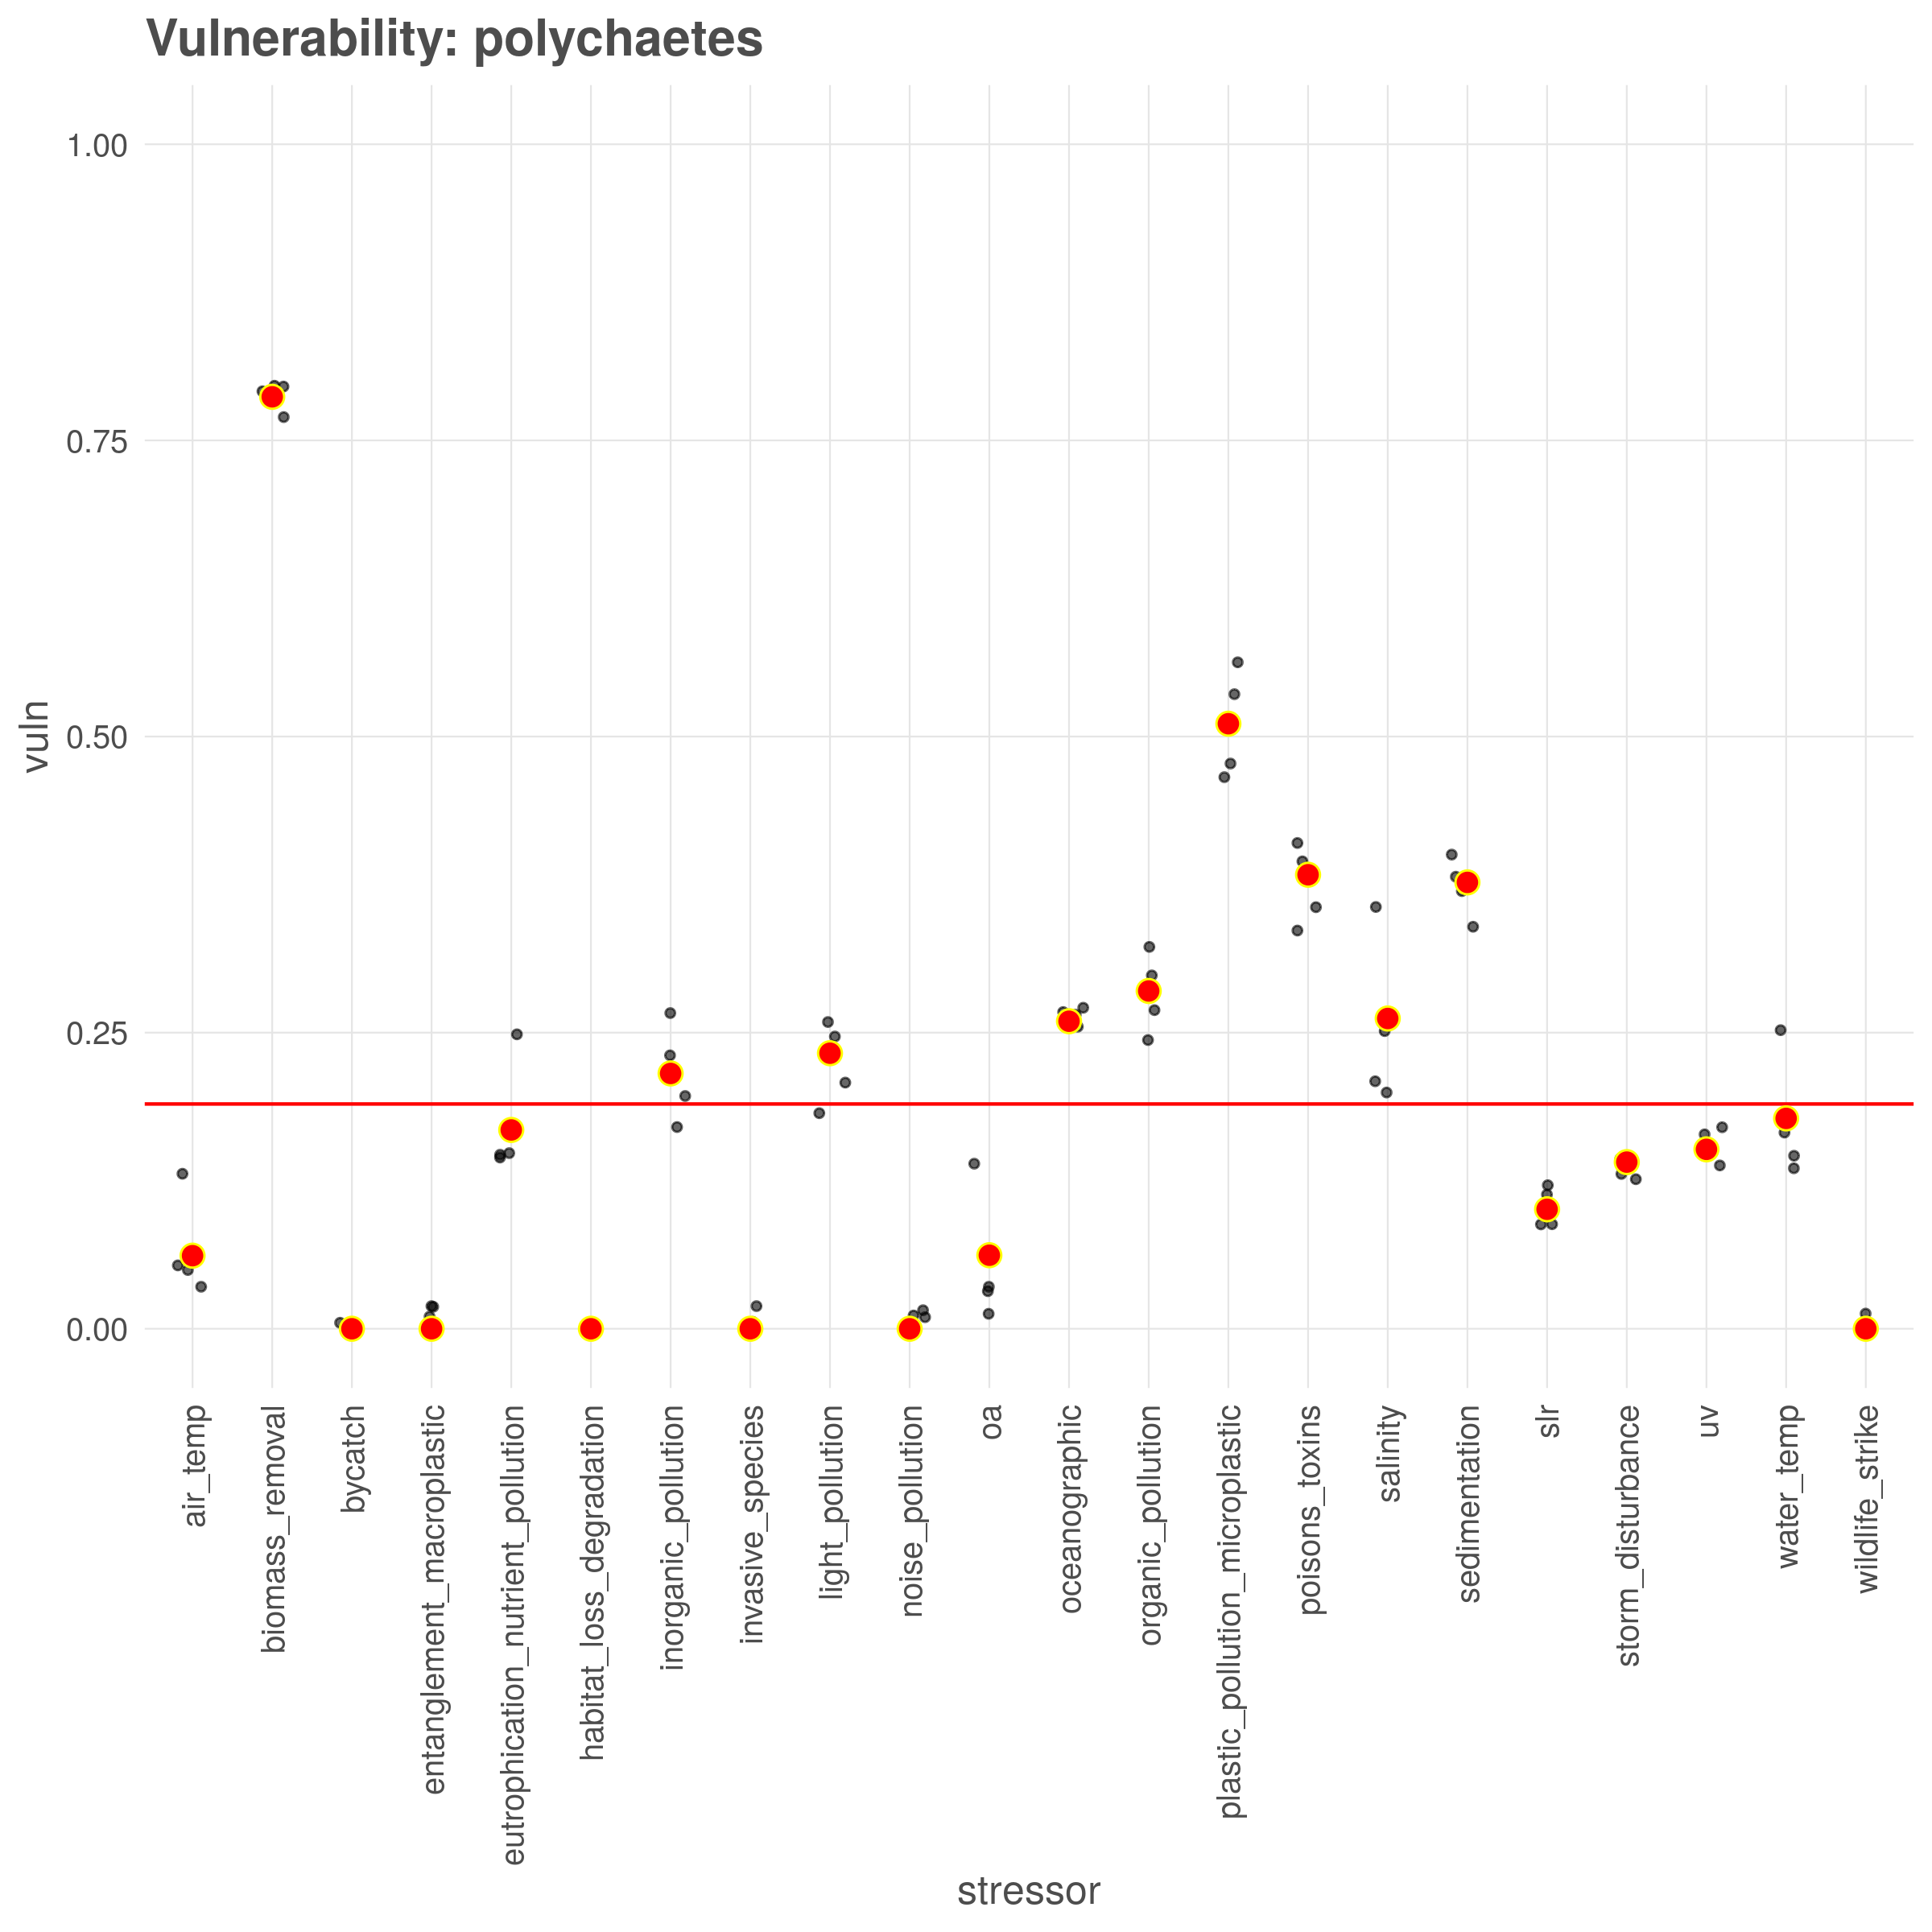 Vulnerability: polychaetes
1.00
0.75
0.50
0.25
0.00
vuln
air_temp
biomass_removal
bycatch
entanglement_macroplastic
eutrophication_nutrient_pollution
habitat_loss_degradation
inorganic_pollution
invasive_species
light_pollution
noise_pollution
oa
oceanographic
organic_pollution
plastic_pollution_microplastic
poisons_toxins
salinity
sedimentation
slr
storm_disturbance
uv
water_temp
wildlife_strike
stressor